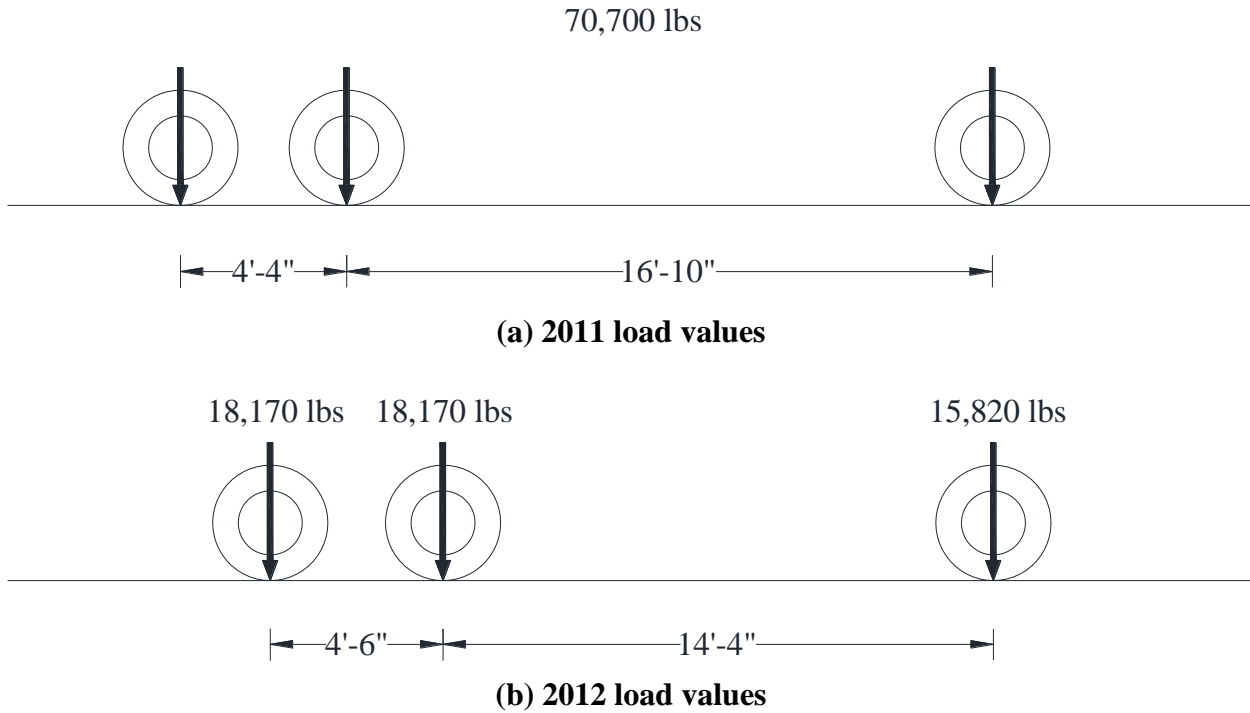 70,700 lbs
4'-4" 16'-10"
(a) 2011 load values
18,170 lbs 18,170 lbs 15,820 lbs
4'-6" 14'-4"
(b) 2012 load values